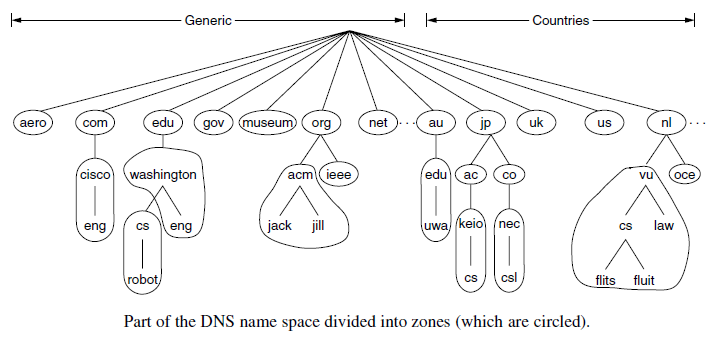 Generic Countries
aero com edu gov museum org net ... au jp uk us nl ...
cisco washington acm ieee edu ac co vu oce
eng cs eng jack jill uwa keio nec cs law
robot cs csl flits fluit
Part of the DNS name space divided into zones (which are circled).